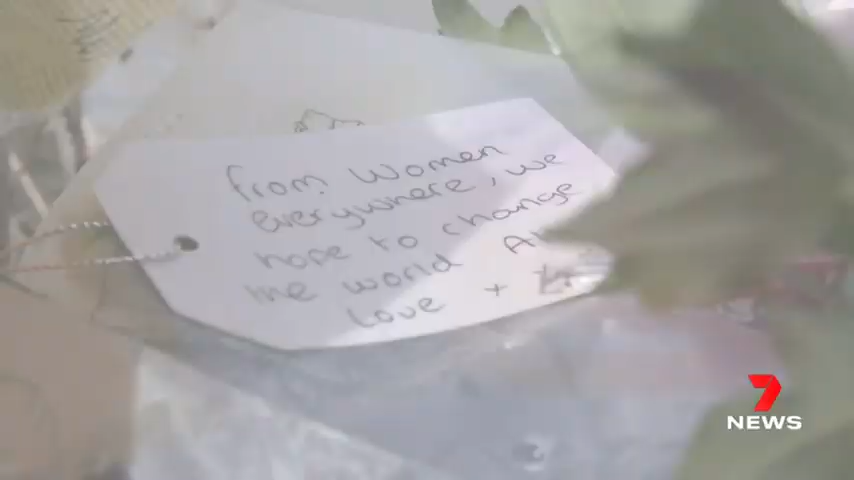 from Women
everywhere, we
hope to change
the world
Love x
7
NEWS